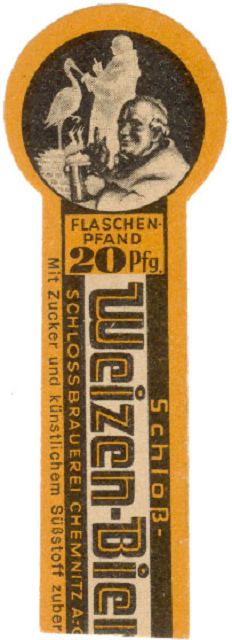 FLASCHEN-
PFAND
20 Pfg.
Schloß-
Weizen-Bier
SCHLOSSBRAUEREI CHEMNITZ A.-G
Mit Zucker und künstlichem Süßstoff zuber